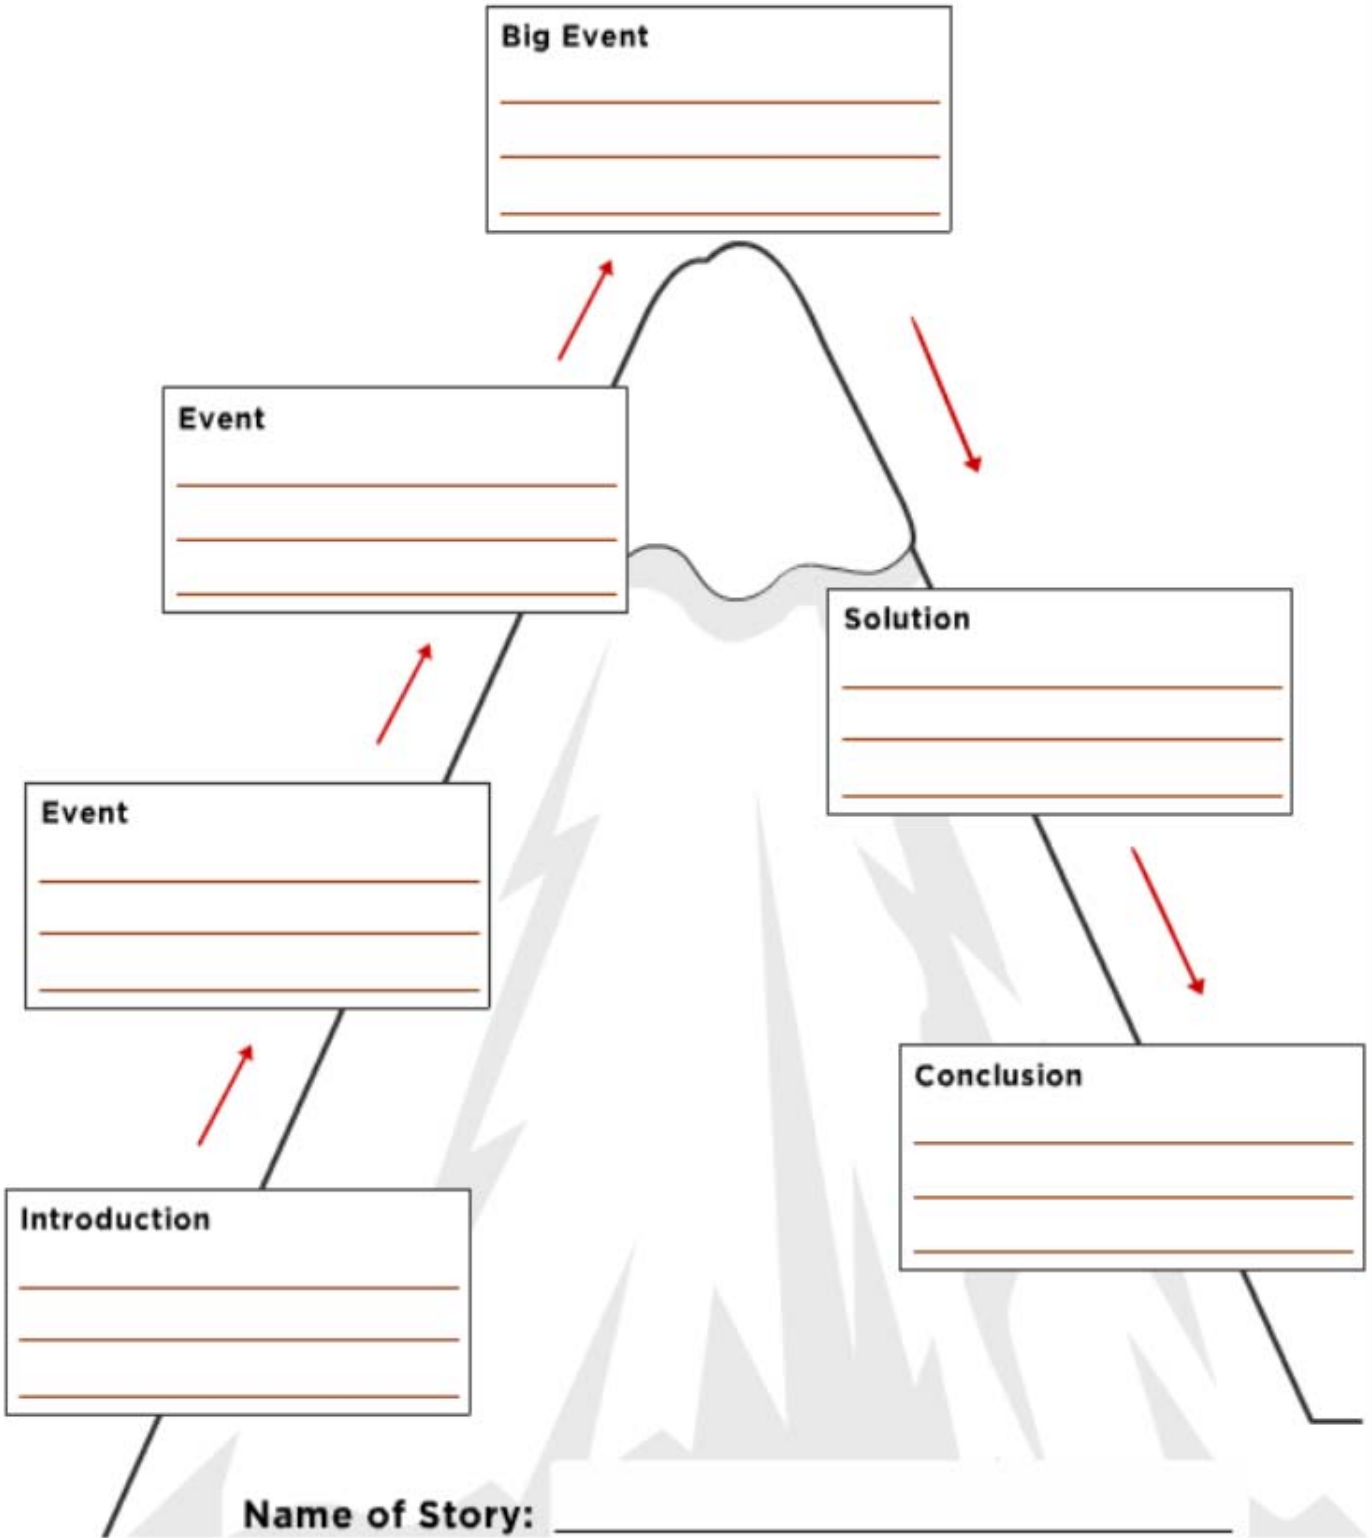 Big Event
Event
Solution
Event
Conclusion
Introduction
Name of Story: